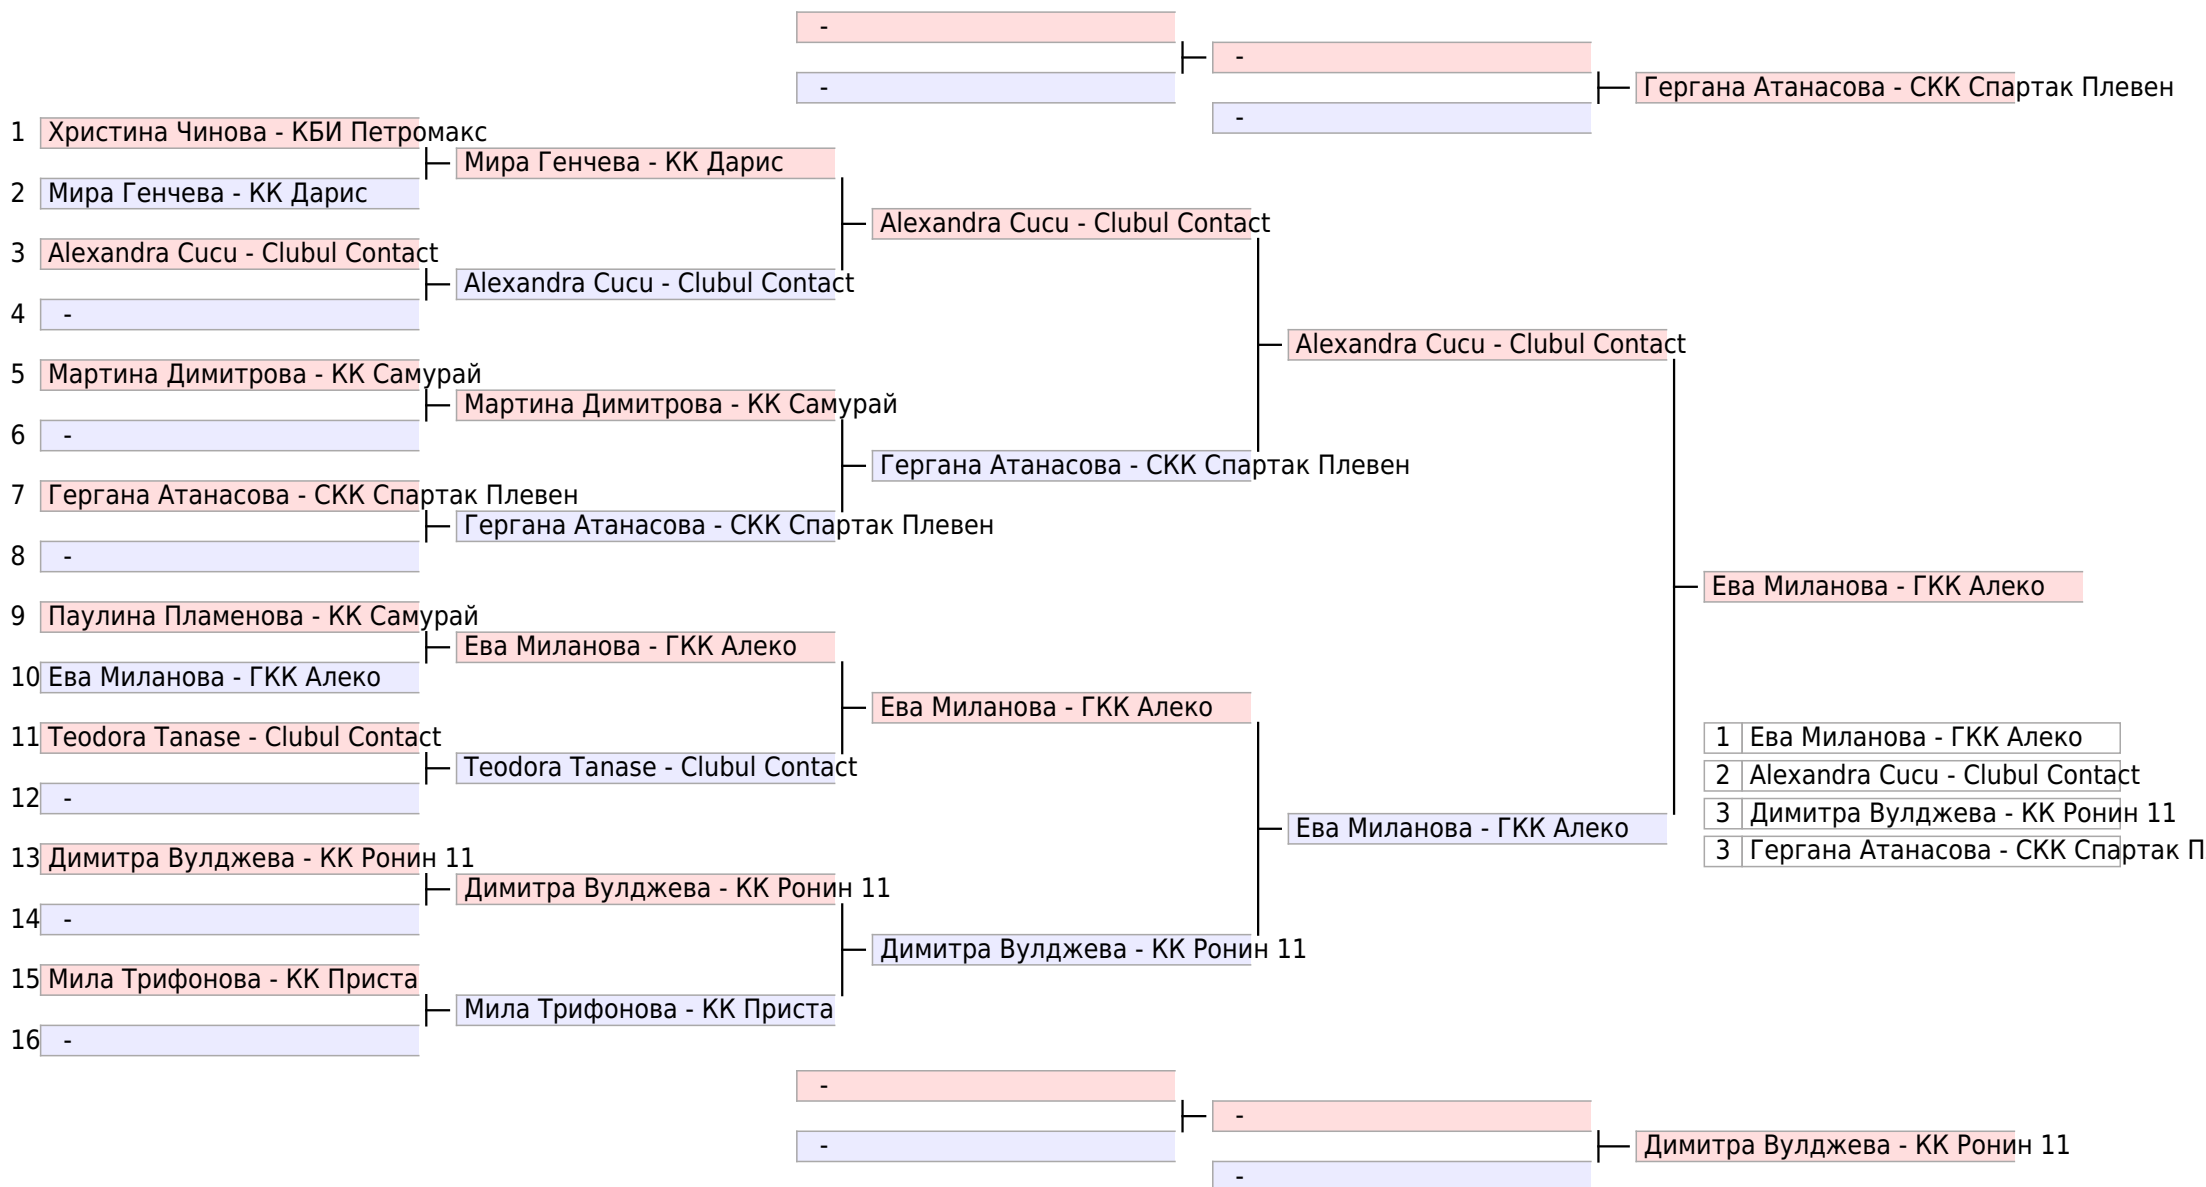 -
-
-
Гергана Атанасова - СКК Спартак Плевен
-
1 Христина Чинова - КБИ Петромакс
Мира Генчева - КК Дарис
2 Мира Генчева - КК Дарис
Alexandra Cucu - Clubul Contact
3 Alexandra Cucu - Clubul Contact
Alexandra Cucu - Clubul Contact
4 -
Alexandra Cucu - Clubul Contact
5 Мартина Димитрова - КК Самурай
Мартина Димитрова - КК Самурай
6 -
Гергана Атанасова - СКК Спартак Плевен
7 Гергана Атанасова - СКК Спартак Плевен
Гергана Атанасова - СКК Спартак Плевен
8 -
Ева Миланова - ГКК Алеко
9 Паулина Пламенова - КК Самурай
Ева Миланова - ГКК Алеко
10 Ева Миланова - ГКК Алеко
Ева Миланова - ГКК Алеко
11 Teodora Tanase - Clubul Contact
Teodora Tanase - Clubul Contact
12 -
Ева Миланова - ГКК Алеко
13 Димитра Вулджева - КК Ронин 11
Димитра Вулджева - КК Ронин 11
14 -
Димитра Вулджева - КК Ронин 11
15 Мила Трифонова - КК Приста
Мила Трифонова - КК Приста
16 -
1 Ева Миланова - ГКК Алеко
2 Alexandra Cucu - Clubul Contact
3 Димитра Вулджева - КК Ронин 11
3 Гергана Атанасова - СКК Спартак П
-
-
-
Димитра Вулджева - КК Ронин 11
-